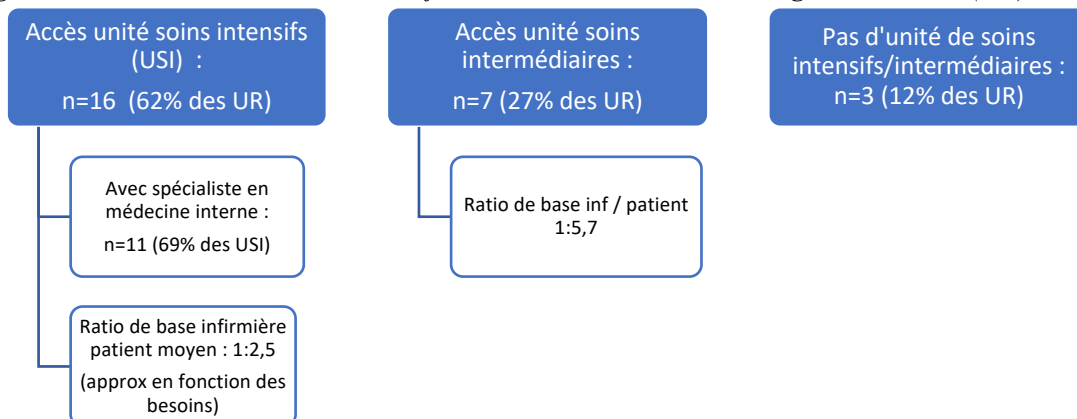 Accès unité soins intensifs
(USI) :
n=16 (62% des UR)
Avec spécialiste en
médecine interne :
n=11 (69% des USI)
Ratio de base infirmière
patient moyen : 1:2,5
(approx en fonction des
besoins)
Accès unité soins
intermédiaires :
n=7 (27% des UR)
Ratio de base inf / patient
1:5,7
Pas d'unité de soins
intensifs/intermédiaires :
n=3 (12% des UR)